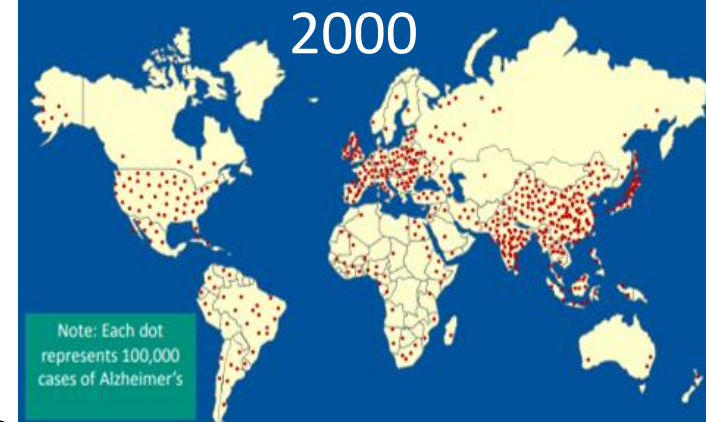 2000
Note: Each dot
represents 100,000
cases of Alzheimer's